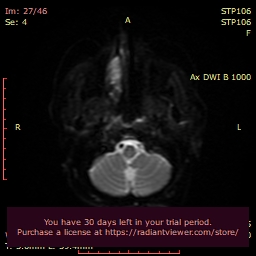 Im: 27/46
Se: 4
A
STP106
STP106
F
Ax DWI B 1000
R
L
You have 30 days left in your trial period.
Purchase a license at https://radiantviewer.com/store/